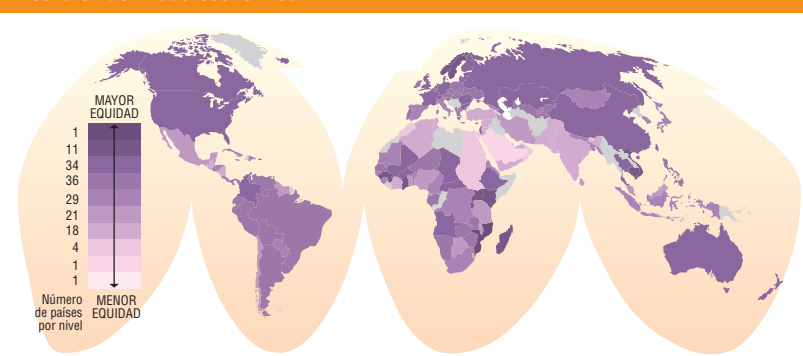 MAYOR
EQUIDAD
1
11
34
36
29
21
18
4
1
1
Número
de países
por nivel
MENOR
EQUIDAD